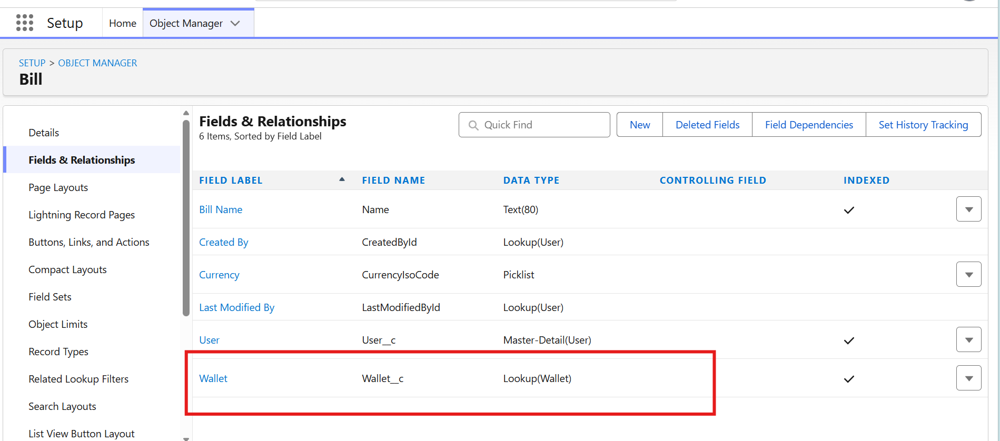 Setup
Home
Object Manager
SETUP > OBJECT MANAGER
Bill
Details
Fields & Relationships
Page Layouts
Lightning Record Pages
Buttons, Links, and Actions
Compact Layouts
Field Sets
Object Limits
Record Types
Related Lookup Filters
Search Layouts
List View Button Layout
Fields & Relationships
6 Items, Sorted by Field Label
Quick Find
New
Deleted Fields
Field Dependencies
Set History Tracking
FIELD LABEL FIELD NAME DATA TYPE CONTROLLING FIELD INDEXED
Bill Name Name Text(80)
Created By CreatedById Lookup(User)
Currency CurrencyIsoCode Picklist
Last Modified By LastModifiedById Lookup(User)
User User__c Master-Detail(User)
Wallet Wallet__c Lookup(Wallet)